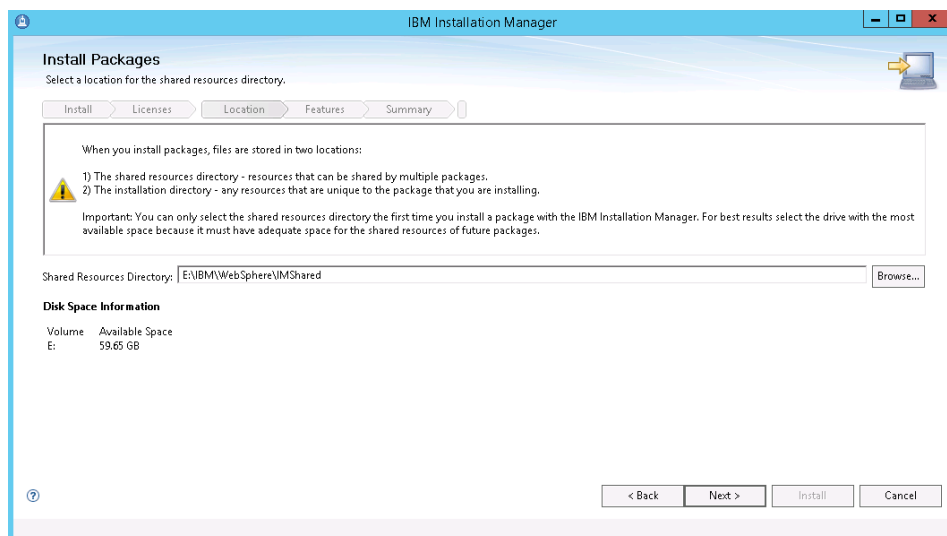 IBM Installation Manager
Install Packages
Select a location for the shared resources directory.
Install Licenses Location Features Summary
When you install packages, files are stored in two locations:
1) The shared resources directory - resources that can be shared by multiple packages.
2) The installation directory - any resources that are unique to the package that you are installing.
Important: You can only select the shared resources directory the first time you install a package with the IBM Installation Manager. For best results select the drive with the most
available space because it must have adequate space for the shared resources of future packages.
Shared Resources Directory: E:\IBM\WebSphere\IMShared Browse...
Disk Space Information
Volume Available Space
E: 59.65 GB
? < Back Next > Install Cancel